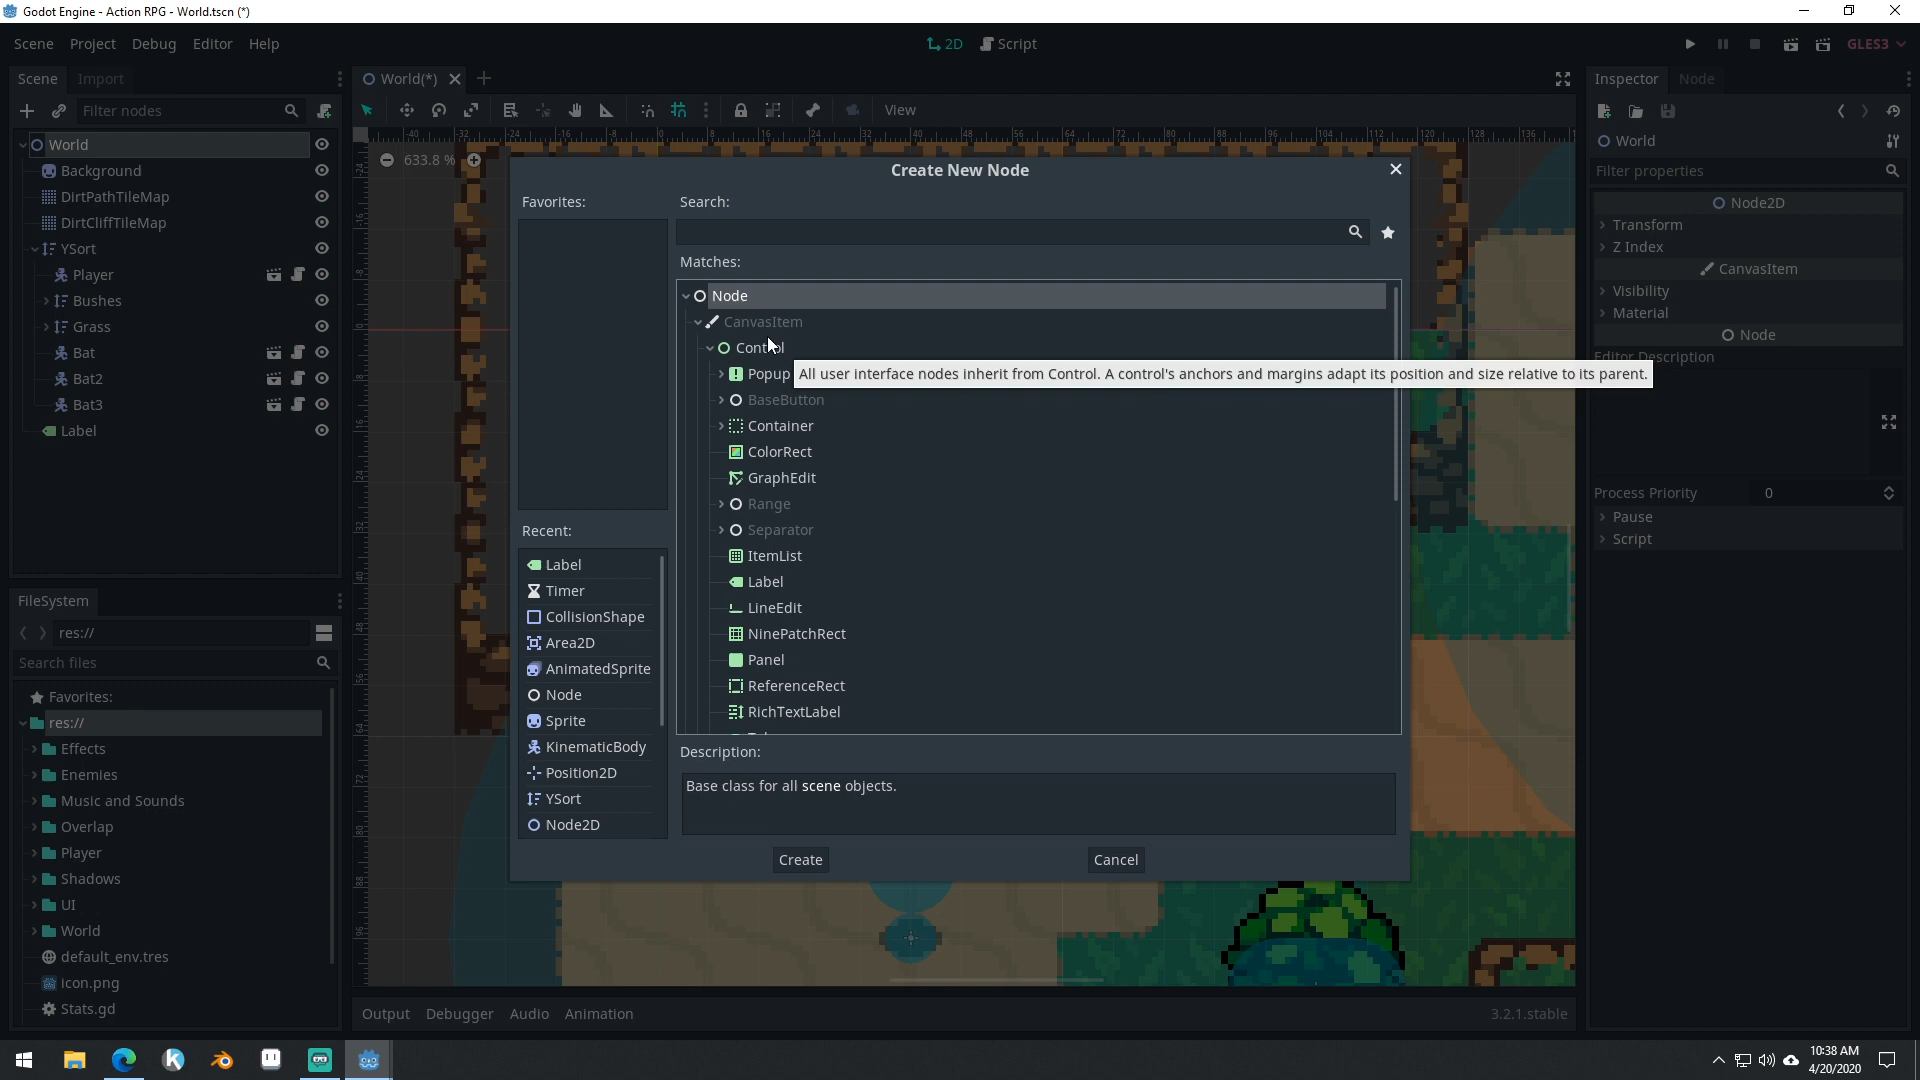 Godot Engine - Action RPG - World.tscn (*)
Scene Project Debug Editor Help
2D Script
GLES3
Scene Import
World(*)
Inspector Node
Filter nodes
View
World
Background
DirtPathTileMap
DirtCliffTileMap
YSort
Player
Bushes
Grass
Bat
Bat2
Bat3
Label
FileSystem
res://
Search files
Favorites:
res://
Effects
Enemies
Music and Sounds
Overlap
Player
Shadows
UI
World
default_env.tres
icon.png
Stats.gd
633.8 %
Create New Node
Favorites:
Search:
Matches:
Node
CanvasItem
Control
Popup
All user interface nodes inherit from Control. A control's anchors and margins adapt its position and size relative to its parent.
BaseButton
Container
ColorRect
GraphEdit
Range
Separator
ItemList
Label
LineEdit
NinePatchRect
Panel
ReferenceRect
RichTextLabel
Recent:
Label
Timer
CollisionShape
Area2D
AnimatedSprite
Node
Sprite
KinematicBody
Position2D
YSort
Node2D
Description:
Base class for all scene objects.
Create Cancel
World
Filter properties
Node2D
Transform
Z Index
CanvasItem
Visibility
Material
Node
Editor Description
Process Priority 0
Pause
Script
Output Debugger Audio Animation
3.2.1.stable
10:38 AM
4/20/2020